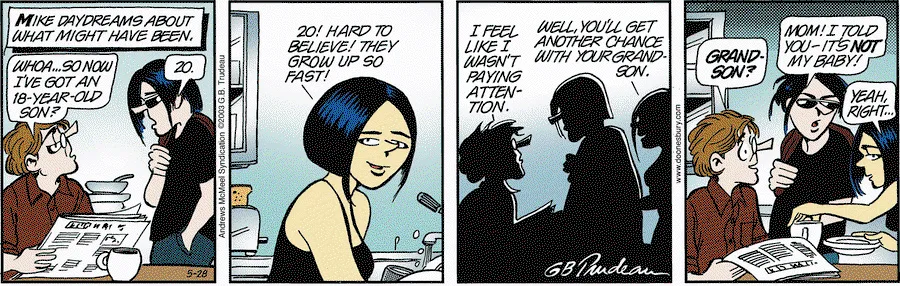 MIKE DAYDREAMS ABOUT
WHAT MIGHT HAVE BEEN.
WHOA...SO NOW
I'VE GOT AN
18-YEAR-OLD
SON?
20.
5-28
Andrews McMeel Syndication ©2003 G.B. Trudeau
20! HARD TO
BELIEVE! THEY
GROW UP SO
FAST!
I FEEL
LIKE I
WASN'T
PAYING
ATTEN-
TION.
WELL, YOU'LL GET
ANOTHER CHANCE
WITH YOUR GRAND-
SON.
GB Trudeau
www.doonesbury.com
GRAND-
SON?
MOM! I TOLD
YOU - IT'S NOT
MY BABY!
YEAH,
RIGHT...